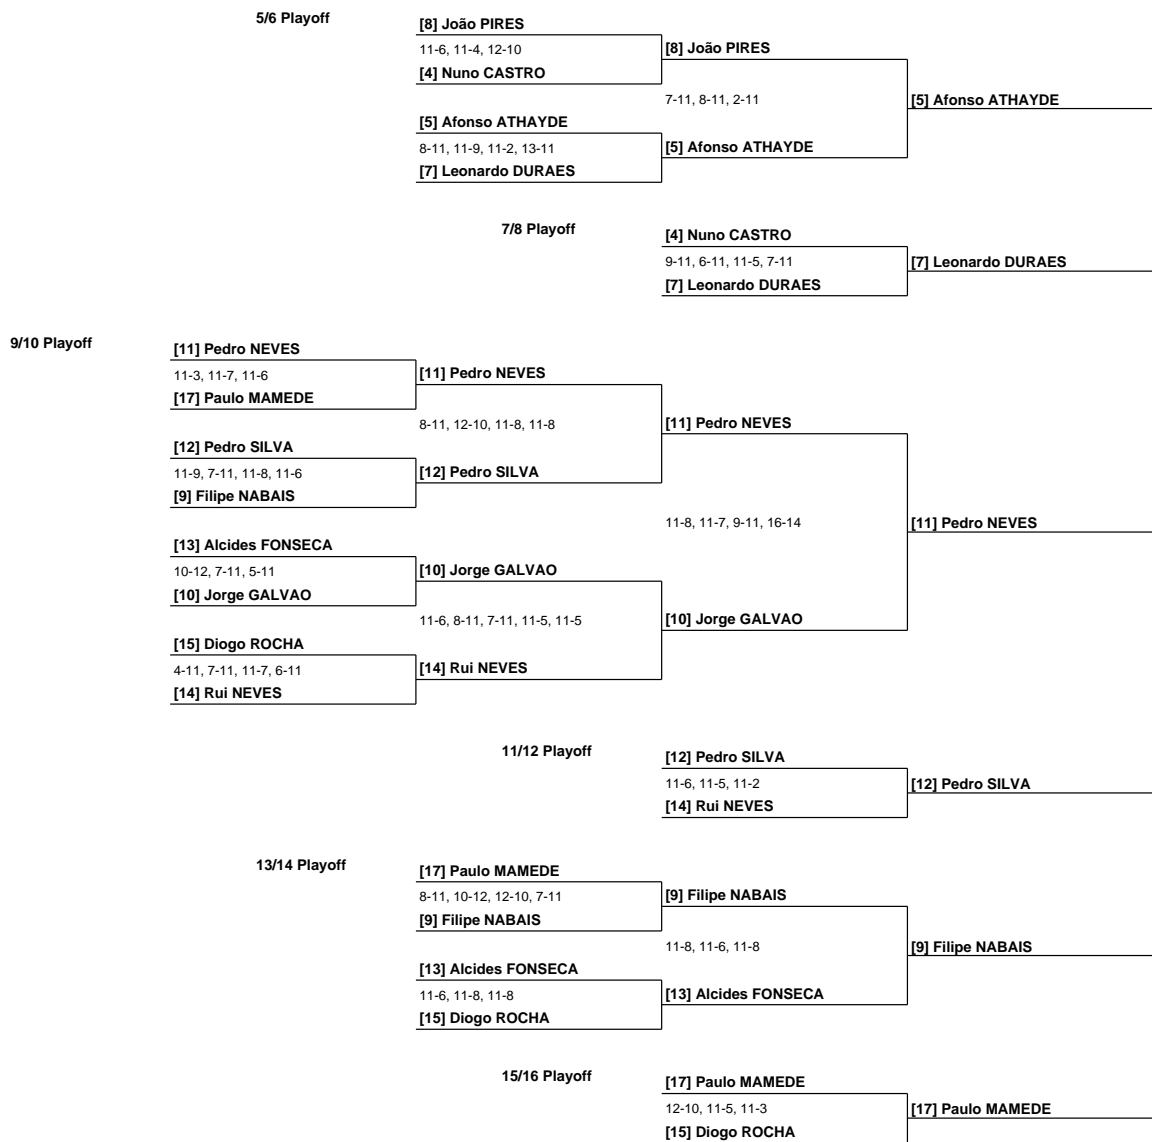 5/6 Playoff
[8] João PIRES
11-6, 11-4, 12-10
[8] João PIRES
[4] Nuno CASTRO
7-11, 8-11, 2-11
[5] Afonso ATHAYDE
[5] Afonso ATHAYDE
8-11, 11-9, 11-2, 13-11
[5] Afonso ATHAYDE
[7] Leonardo DURAES
7/8 Playoff
[4] Nuno CASTRO
9-11, 6-11, 11-5, 7-11
[7] Leonardo DURAES
[7] Leonardo DURAES
9/10 Playoff
[11] Pedro NEVES
11-3, 11-7, 11-6
[11] Pedro NEVES
[17] Paulo MAMEDE
8-11, 12-10, 11-8, 11-8
[11] Pedro NEVES
[12] Pedro SILVA
11-9, 7-11, 11-8, 11-6
[12] Pedro SILVA
[9] Filipe NABAIS
11-8, 11-7, 9-11, 16-14
[11] Pedro NEVES
[13] Alcides FONSECA
10-12, 7-11, 5-11
[10] Jorge GALVAO
[10] Jorge GALVAO
11-6, 8-11, 7-11, 11-5, 11-5
[10] Jorge GALVAO
[15] Diogo ROCHA
4-11, 7-11, 11-7, 6-11
[14] Rui NEVES
[14] Rui NEVES
11/12 Playoff
[12] Pedro SILVA
11-6, 11-5, 11-2
[12] Pedro SILVA
[14] Rui NEVES
13/14 Playoff
[17] Paulo MAMEDE
8-11, 10-12, 12-10, 7-11
[9] Filipe NABAIS
[9] Filipe NABAIS
11-8, 11-6, 11-8
[9] Filipe NABAIS
[13] Alcides FONSECA
11-6, 11-8, 11-8
[13] Alcides FONSECA
[15] Diogo ROCHA
15/16 Playoff
[17] Paulo MAMEDE
12-10, 11-5, 11-3
[17] Paulo MAMEDE
[15] Diogo ROCHA